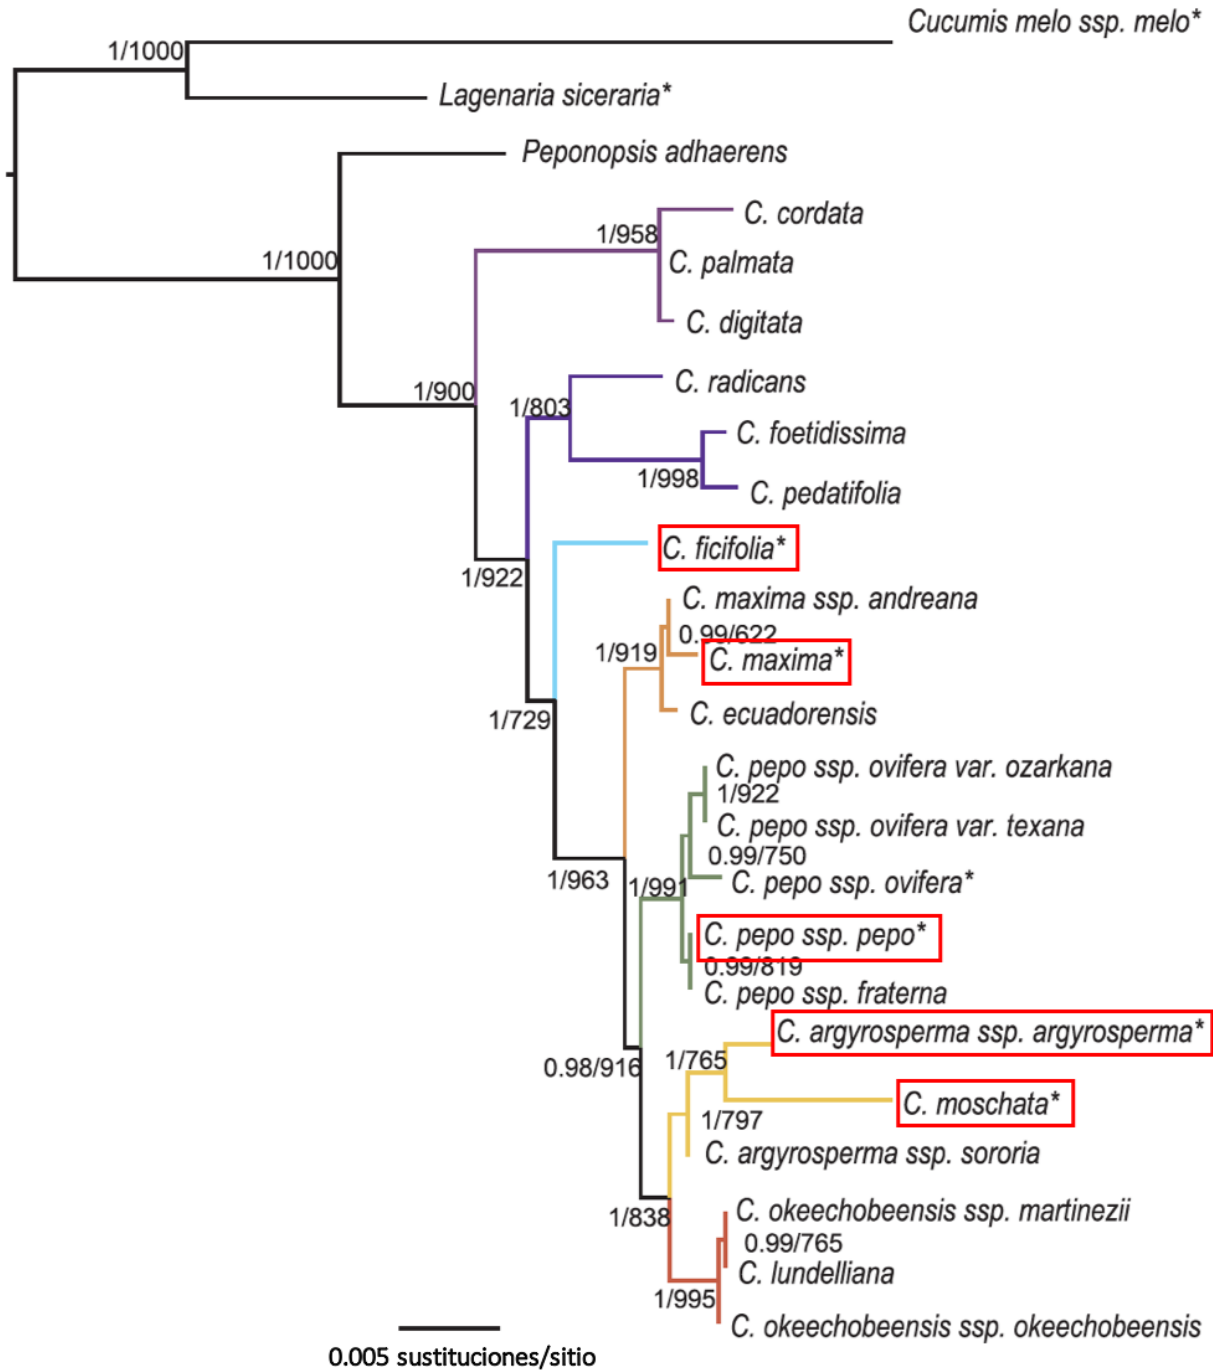 Cucumis melo ssp. melo*
1/1000
Lagenaria siceraria*
Peponopsis adhaerens
C. cordata
1/958
1/1000
C. palmata
C. digitata
C. radicans
1/900
1/803
C. foetidissima
1/998
C. pedatifolia
C. ficifolia*
1/922
C. maxima ssp. andreana
0.99/622
1/919
C. maxima*
C. ecuadorensis
1/729
C. pepo ssp. ovifera var. ozarkana
1/922
C. pepo ssp. ovifera var. texana
0.99/750
1/963
1/991
C. pepo ssp. ovifera*
C. pepo ssp. pepo*
0.99/819
C. pepo ssp. fraterna
C. argyrosperma ssp. argyrosperma*
0.98/916
1/765
C. moschata*
1/797
C. argyrosperma ssp. sororia
1/838
C. okeechobeensis ssp. martinezii
0.99/765
C. lundelliana
1/995
C. okeechobeensis ssp. okeechobeensis
0.005 sustituciones/sitio